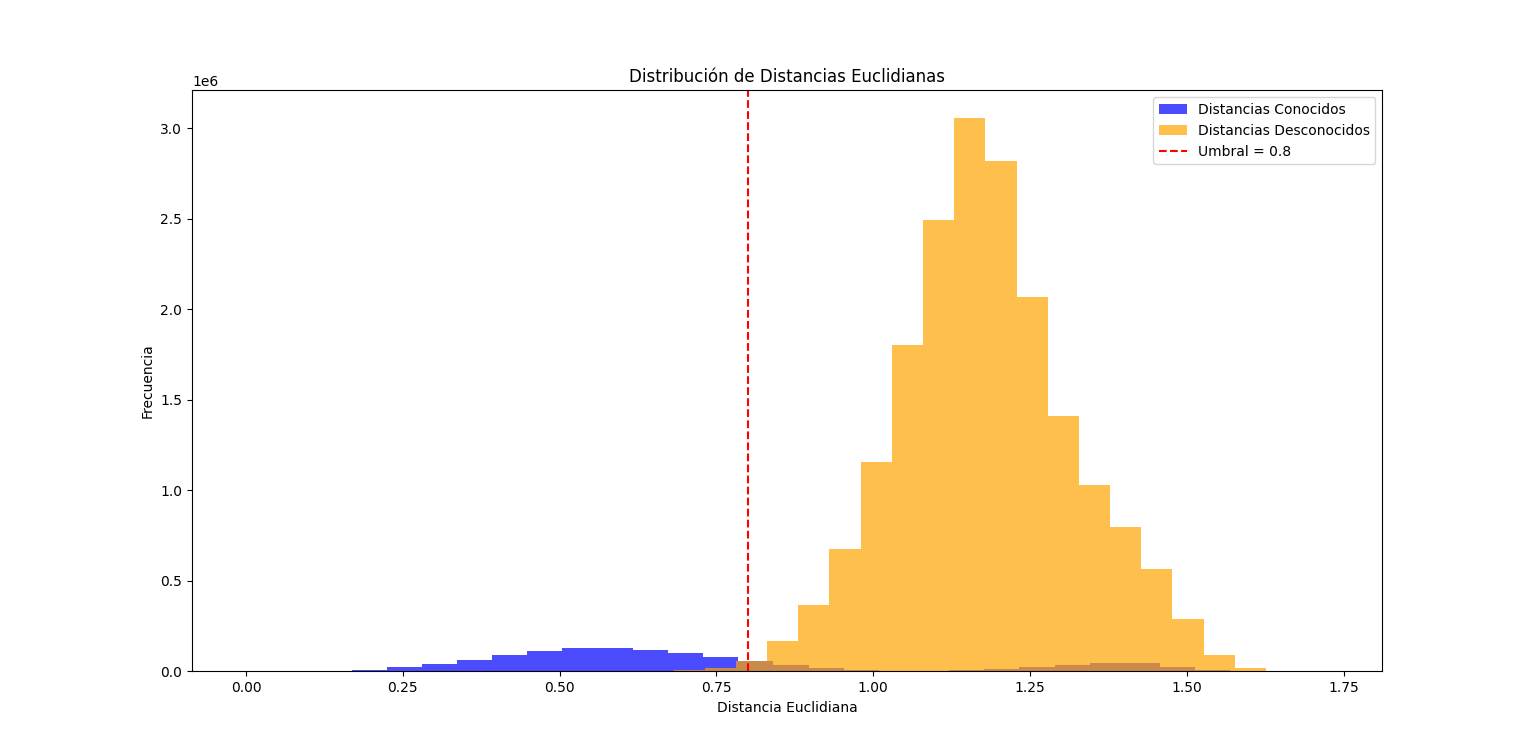 Distribución de Distancias Euclidianas
1e6
Distancias Conocidos
Distancias Desconocidos
Umbral = 0.8
3.0
2.5
2.0
1.5
1.0
0.5
0.0
Frecuencia
0.00 0.25 0.50 0.75 1.00 1.25 1.50 1.75
Distancia Euclidiana